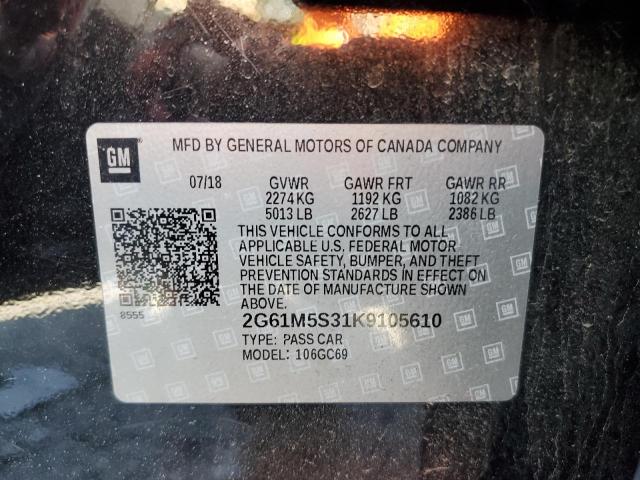 GM
MFD BY GENERAL MOTORS OF CANADA COMPANY
07/18 GVWR GAWR FRT GAWR RR
2274 KG 1192 KG 1082 KG
5013 LB 2627 LB 2386 LB
THIS VEHICLE CONFORMS TO ALL
APPLICABLE U.S. FEDERAL MOTOR
VEHICLE SAFETY, BUMPER, AND THEFT
PREVENTION STANDARDS IN EFFECT ON
THE DATE OF MANUFACTURE SHOWN
ABOVE.
8555
2G61M5S31K9105610
TYPE: PASS CAR
MODEL: 106GC69